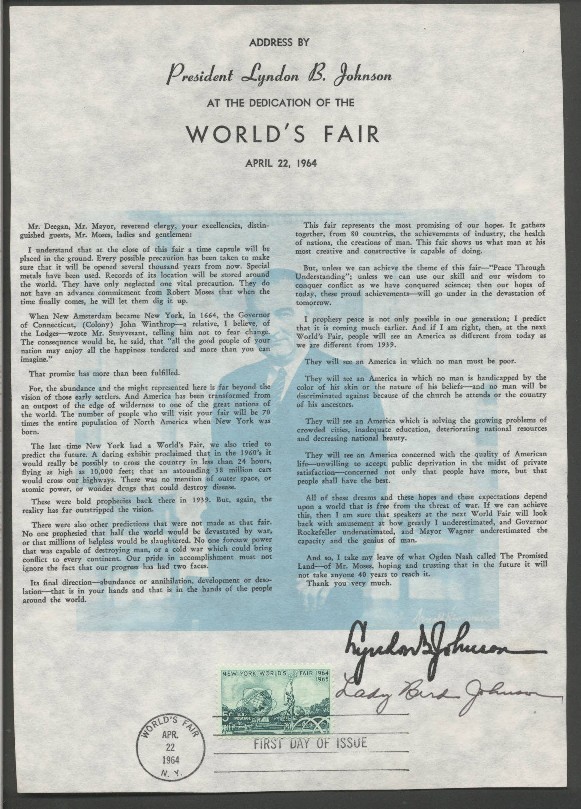 ADDRESS BY
President Lyndon B. Johnson
AT THE DEDICATION OF THE
WORLD'S FAIR
APRIL 22, 1964
Mr. Deegan, Mr. Mayor, reverend clergy, your excellencies, distin-
guished guests, Mr. Moses, ladies and gentlemen:
I understand that at the close of this fair a time capsule will be
placed in the ground. Every possible precaution has been taken to make
sure that it will be opened several thousand years from now. Special
metals have been used. Records of its location will be stored around
the world. They have only neglected one vital precaution. They do
not have an advance commitment from Robert Moses that when the
time finally comes, he will let them dig it up.
When New Amsterdam became New York, in 1664, the Governor
of Connecticut, (Colony) John Winthrop—a relative, I believe, of
the Lodges—wrote Mr. Stuyvesant, telling him not to fear change.
The consequence would be, he said, that "all the good people of your
nation may enjoy all the happiness tendered and more than you can
imagine."
That promise has more than been fulfilled.
For, the abundance and the might represented here is far beyond the
vision of those early settlers. And America has been transformed from
an outpost of the edge of wilderness to one of the great nations of
the world. The number of people who will visit your fair will be 70
times the entire population of North America when New York was
born.
The last time New York had a World's Fair, we also tried to
predict the future. A daring exhibit proclaimed that in the 1960's it
would really be possible to cross the country in less than 24 hours,
flying as high as 10,000 feet; that an astounding 38 million cars
would cross our highways. There was no mention of outer space, or
atomic power, or wonder drugs that could destroy disease.
These were bold prophecies back there in 1939. But, again, the
reality has far outstripped the vision.
There were also other predictions that were not made at that fair.
No one prophesied that half the world would be devastated by war,
or that millions of helpless would be slaughtered. No one foresaw power
that was capable of destroying man, or a cold war which could bring
conflict to every continent. Our pride in accomplishment must not
ignore the fact that our progress has had two faces.
Its final direction—abundance or annihilation, development or deso-
lation—that is in your hands and that is in the hands of the people
around the world.
This fair represents the most promising of our hopes. It gathers
together, from 80 countries, the achievements of industry, the health
of nations, the creations of man. This fair shows us what man at his
most creative and constructive is capable of doing.
But, unless we can achieve the theme of this fair—"Peace Through
Understanding"; unless we can use our skill and our wisdom to
conquer conflict as we have conquered science; then our hopes of
today, these proud achievements—will go under in the devastation of
tomorrow.
I prophesy peace is not only possible in our generation; I predict
that it is coming much earlier. And if I am right, then, at the next
World's Fair, people will see an America as different from today as
we are different from 1939.
They will see an America in which no man must be poor.
They will see an America in which no man is handicapped by the
color of his skin or the nature of his beliefs—and no man will be
discriminated against because of the church he attends or the country
of his ancestors.
They will see an America which is solving the growing problems of
crowded cities, inadequate education, deteriorating national resources
and decreasing national beauty.
They will see an America concerned with the quality of American
life—unwilling to accept public deprivation in the midst of private
satisfaction—concerned not only that people have more, but that
people shall have the best.
All of these dreams and these hopes and these expectations depend
upon a world that is free from the threat of war. If we can achieve
this, then I am sure that speakers at the next World Fair will look
back with amusement at how greatly I underestimated, and Governor
Rockefeller underestimated, and Mayor Wagner underestimated the
capacity and the genius of man.
And so, I take my leave of what Ogden Nash called The Promised
Land—of Mr. Moses, hoping and trusting that in the future it will
not take anyone 40 years to reach it.
Thank you very much.
Lyndon B Johnson
Lady Bird Johnson
NEW YORK WORLD'S FAIR 1964
1965
FIRST DAY OF ISSUE
WORLD'S FAIR
APR.
22
1964
N. Y.